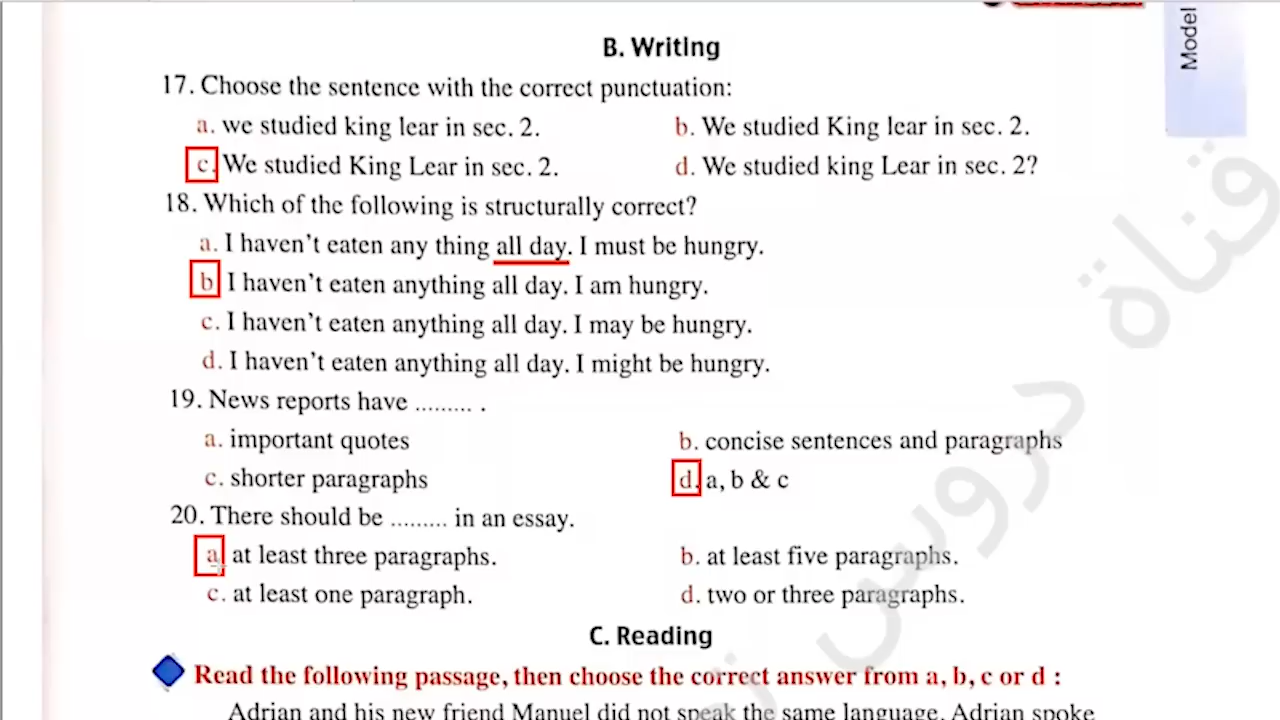 Model
B. Writing
17. Choose the sentence with the correct punctuation:
a. we studied king lear in sec. 2.
b. We studied King lear in sec. 2.
c. We studied King Lear in sec. 2.
d. We studied king Lear in sec. 2?
18. Which of the following is structurally correct?
a. I haven't eaten any thing all day. I must be hungry.
b I haven't eaten anything all day. I am hungry.
c. I haven't eaten anything all day. I may be hungry.
d. I haven't eaten anything all day. I might be hungry.
19. News reports have ......... .
a. important quotes
b. concise sentences and paragraphs
c. shorter paragraphs
d. a, b & c
20. There should be ......... in an essay.
a at least three paragraphs.
b. at least five paragraphs.
c. at least one paragraph.
d. two or three paragraphs.
C. Reading
Read the following passage, then choose the correct answer from a, b, c or d :
Adrian and his new friend Manuel did not speak the same language. Adrian spoke
قناة دروس